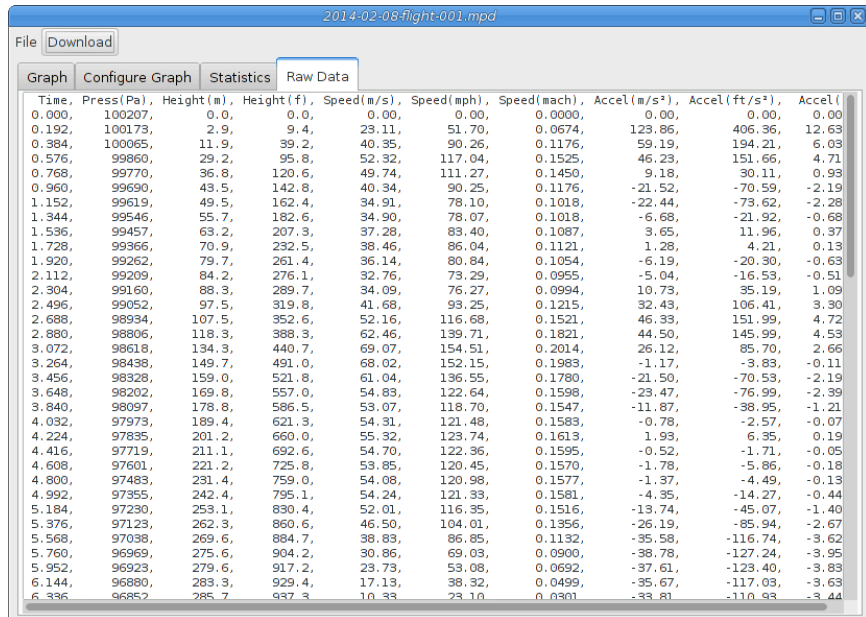 2014-02-08-flight-001.mpd
File Download
Graph Configure Graph Statistics Raw Data
Time, Press(Pa), Height(m), Height(f), Speed(m/s), Speed(mph), Speed(mach), Accel(m/s²), Accel(ft/s²), Accel(
0.000, 100207, 0.0, 0.0, 0.00, 0.00, 0.0000, 0.00, 0.00, 0.00
0.192, 100173, 2.9, 9.4, 23.11, 51.70, 0.0674, 123.86, 406.36, 12.63
0.384, 100065, 11.9, 39.2, 40.35, 90.26, 0.1176, 59.19, 194.21, 6.03
0.576, 99860, 29.2, 95.8, 52.32, 117.04, 0.1525, 46.23, 151.66, 4.71
0.768, 99770, 36.8, 120.6, 49.74, 111.27, 0.1450, 9.18, 30.11, 0.93
0.960, 99690, 43.5, 142.8, 40.34, 90.25, 0.1176, -21.52, -70.59, -2.19
1.152, 99619, 49.5, 162.4, 34.91, 78.10, 0.1018, -22.44, -73.62, -2.28
1.344, 99546, 55.7, 182.6, 34.90, 78.07, 0.1018, -6.68, -21.92, -0.68
1.536, 99457, 63.2, 207.3, 37.28, 83.40, 0.1087, 3.65, 11.96, 0.37
1.728, 99366, 70.9, 232.5, 38.46, 86.04, 0.1121, 1.28, 4.21, 0.13
1.920, 99262, 79.7, 261.4, 36.14, 80.84, 0.1054, -6.19, -20.30, -0.63
2.112, 99209, 84.2, 276.1, 32.76, 73.29, 0.0955, -5.04, -16.53, -0.51
2.304, 99160, 88.3, 289.7, 34.09, 76.27, 0.0994, 10.73, 35.19, 1.09
2.496, 99052, 97.5, 319.8, 41.68, 93.25, 0.1215, 32.43, 106.41, 3.30
2.688, 98934, 107.5, 352.6, 52.16, 116.68, 0.1521, 46.33, 151.99, 4.72
2.880, 98806, 118.3, 388.3, 62.46, 139.71, 0.1821, 44.50, 145.99, 4.53
3.072, 98618, 134.3, 440.7, 69.07, 154.51, 0.2014, 26.12, 85.70, 2.66
3.264, 98438, 149.7, 491.0, 68.02, 152.15, 0.1983, -1.17, -3.83, -0.11
3.456, 98328, 159.0, 521.8, 61.04, 136.55, 0.1780, -21.50, -70.53, -2.19
3.648, 98202, 169.8, 557.0, 54.83, 122.64, 0.1598, -23.47, -76.99, -2.39
3.840, 98097, 178.8, 586.5, 53.07, 118.70, 0.1547, -11.87, -38.95, -1.21
4.032, 97973, 189.4, 621.3, 54.31, 121.48, 0.1583, -0.78, -2.57, -0.07
4.224, 97835, 201.2, 660.0, 55.32, 123.74, 0.1613, 1.93, 6.35, 0.19
4.416, 97719, 211.1, 692.6, 54.70, 122.36, 0.1595, -0.52, -1.71, -0.05
4.608, 97601, 221.2, 725.8, 53.85, 120.45, 0.1570, -1.78, -5.86, -0.18
4.800, 97483, 231.4, 759.0, 54.08, 120.98, 0.1577, -1.37, -4.49, -0.13
4.992, 97355, 242.4, 795.1, 54.24, 121.33, 0.1581, -4.35, -14.27, -0.44
5.184, 97230, 253.1, 830.4, 52.01, 116.35, 0.1516, -13.74, -45.07, -1.40
5.376, 97123, 262.3, 860.6, 46.50, 104.01, 0.1356, -26.19, -85.94, -2.67
5.568, 97038, 269.6, 884.7, 38.83, 86.85, 0.1132, -35.58, -116.74, -3.62
5.760, 96969, 275.6, 904.2, 30.86, 69.03, 0.0900, -38.78, -127.24, -3.95
5.952, 96923, 279.6, 917.2, 23.73, 53.08, 0.0692, -37.61, -123.40, -3.83
6.144, 96880, 283.3, 929.4, 17.13, 38.32, 0.0499, -35.67, -117.03, -3.63
6.336, 96852, 285.7, 937.3, 10.33, 23.10, 0.0301, -33.81, -110.93, -3.44